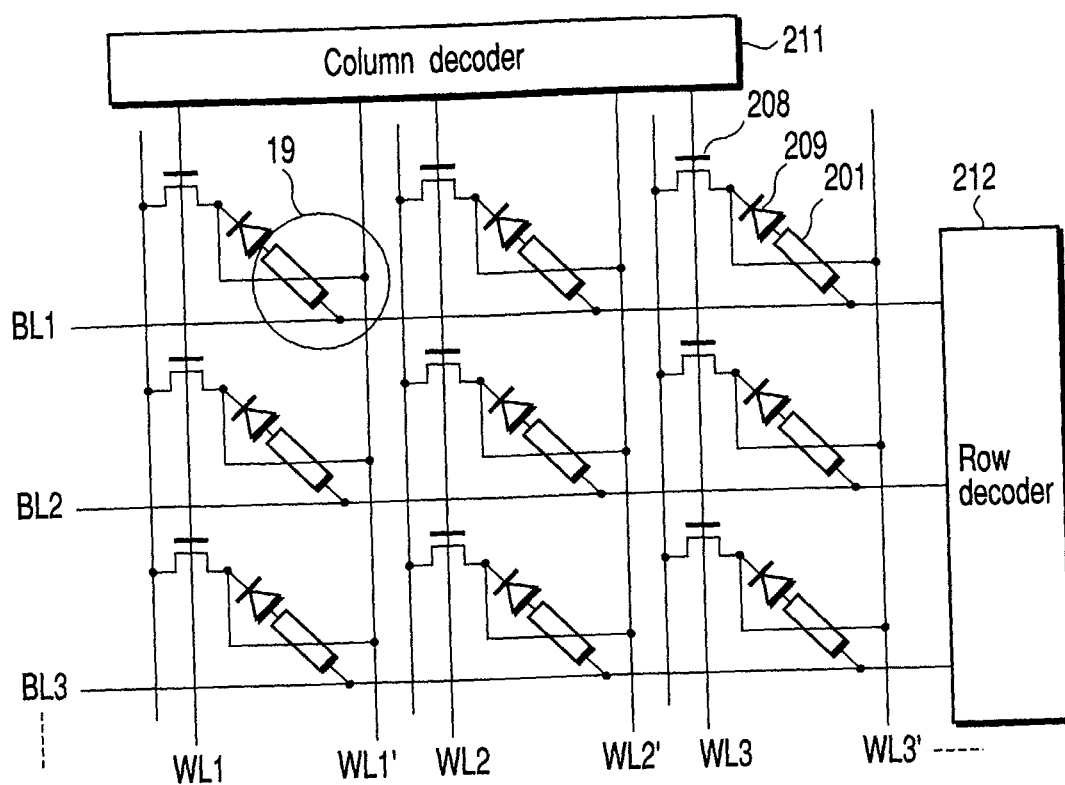 Column decoder
211
208
19
209
201
212
BL1
BL2
Row
decoder
BL3
WL1
WL1'
WL2
WL2'
WL3
WL3'